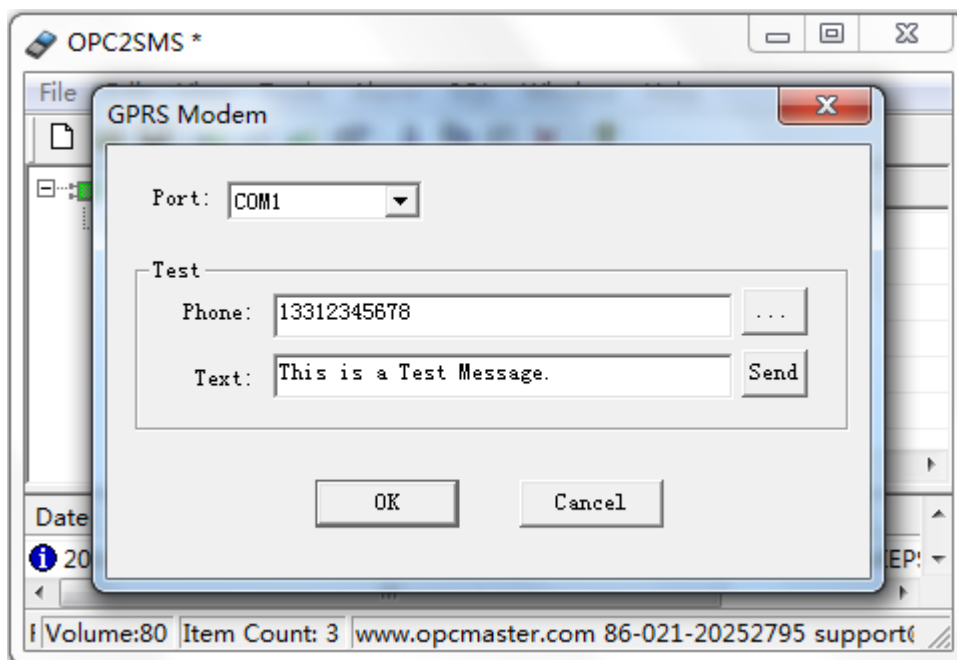 OPC2SMS *
File
GPRS Modem
Port: COM1
Test
Phone: 13312345678 ...
Text: This is a Test Message. Send
OK Cancel
Date
20
Volume:80 Item Count: 3 www.opcmaster.com 86-021-20252795 support